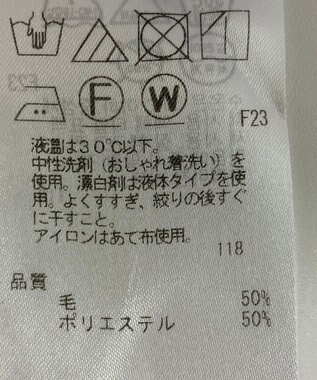 F W
F23
液温は30℃以下。
中性洗剤(おしゃれ着洗い)を
使用。漂白剤は液体タイプを使
用。よくすすぎ、絞りの後すぐ
に干すこと。
アイロンはあて布使用。
118
品質
毛 50%
ポリエステル 50%